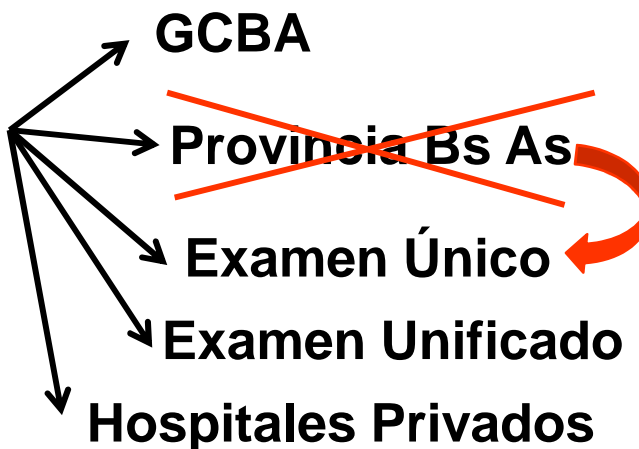 GCBA
Provincia Bs As
Examen Único
Examen Unificado
Hospitales Privados